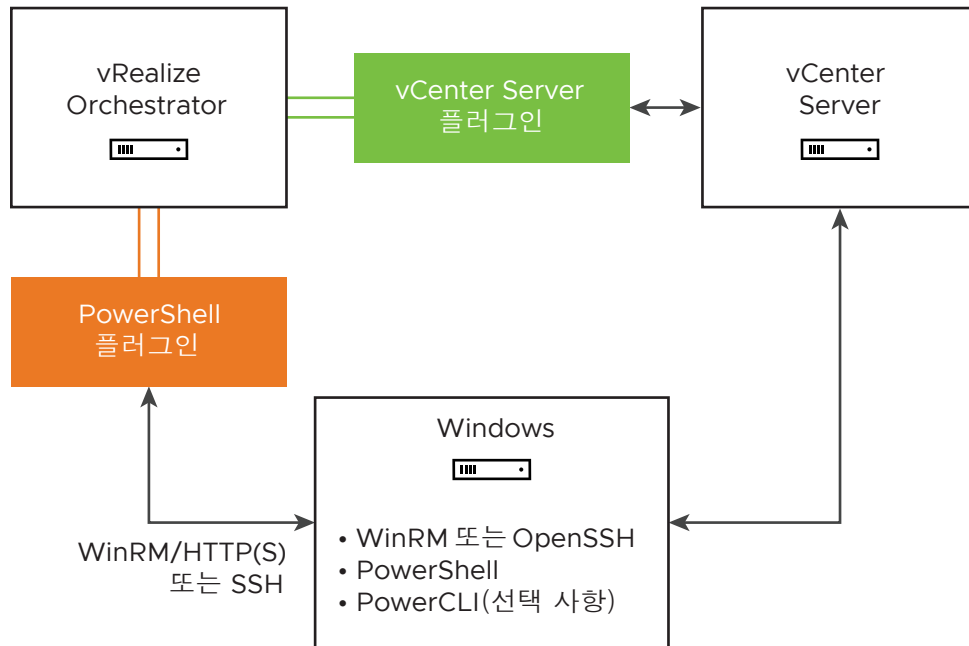 vRealize
Orchestrator
vCenter Server
플러그인
vCenter
Server
PowerShell
플러그인
Windows
• WinRM 또는 OpenSSH
• PowerShell
• PowerCLI(선택 사항)
WinRM/HTTP(S)
또는 SSH